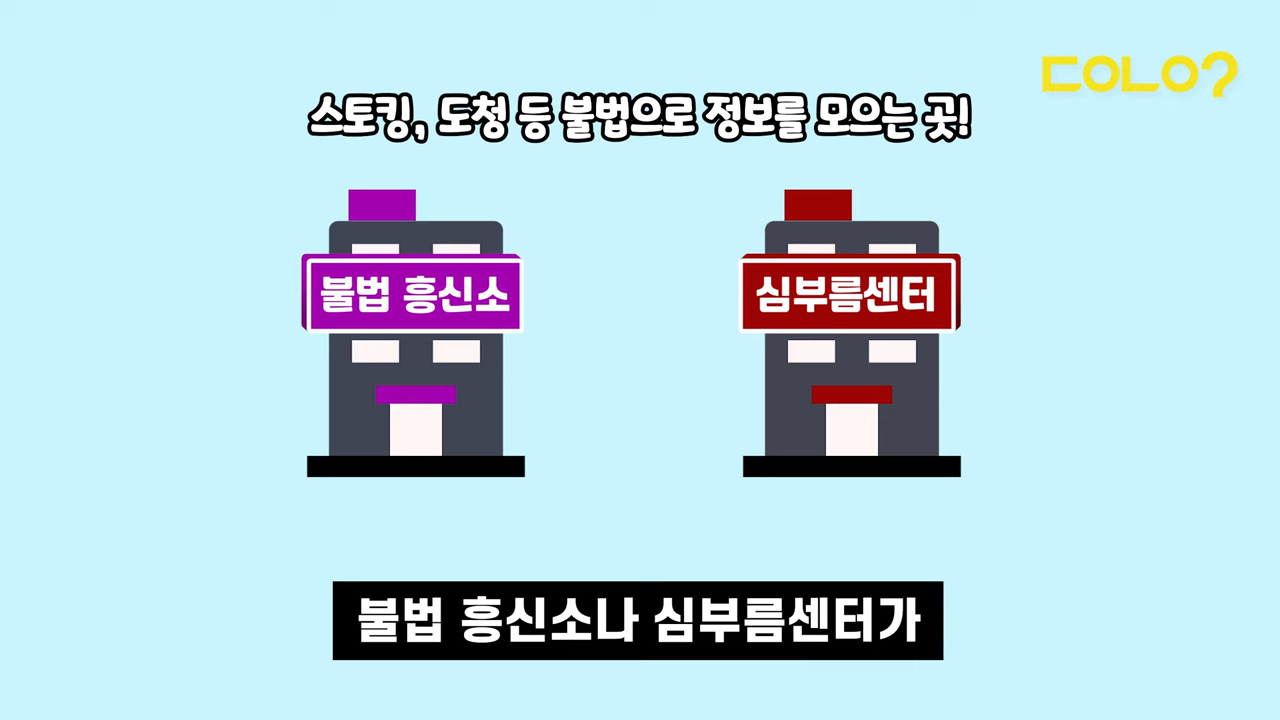 ㄷㅇㄴㅇ?
스토킹, 도청 등 불법으로 정보를 모으는 곳!
불법 흥신소
심부름센터
불법 흥신소나 심부름센터가